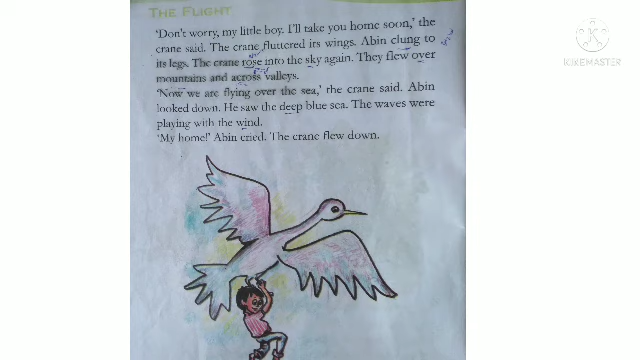 THE FLIGHT
'Don't worry, my little boy. I'll take you home soon,' the
crane said. The crane fluttered its wings. Abin clung to
its legs. The crane rose into the sky again. They flew over
mountains and across valleys.
'Now we are flying over the sea,' the crane said. Abin
looked down. He saw the deep blue sea. The waves were
playing with the wind.
'My home!' Abin cried. The crane flew down.
KINEMASTER